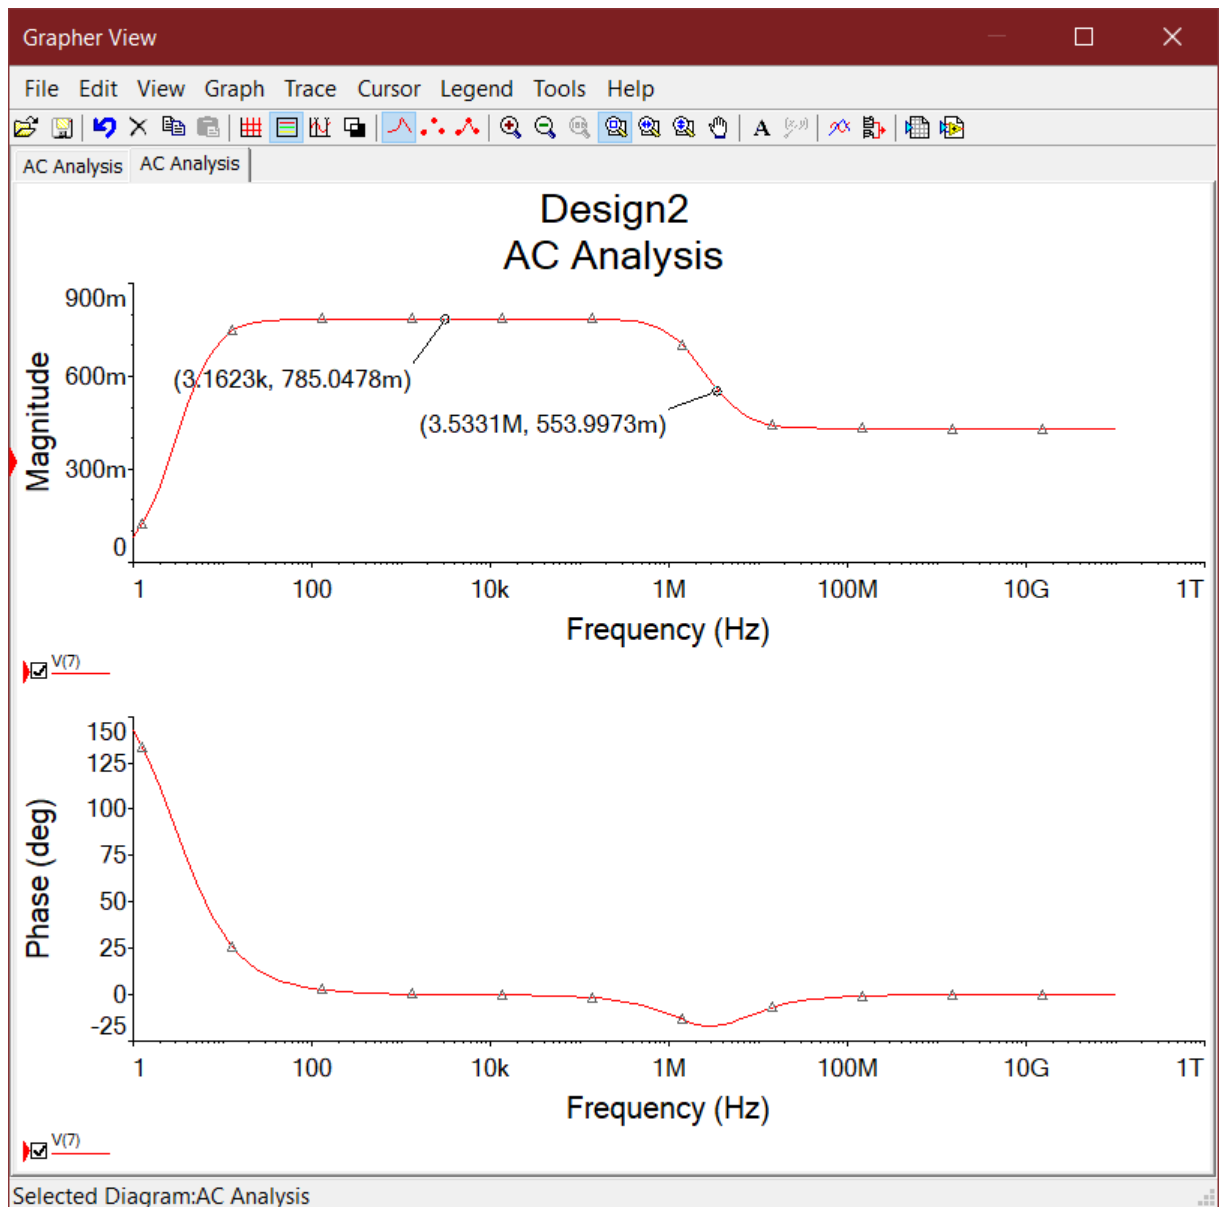 Grapher View
File Edit View Graph Trace Cursor Legend Tools Help
A (x,y)
AC Analysis AC Analysis
Design2
AC Analysis
Magnitude
900m
600m
300m
0
(3.1623k, 785.0478m)
(3.5331M, 553.9973m)
1 100 10k 1M 100M 10G 1T
Frequency (Hz)
V(7)
Phase (deg)
150
125
100
75
50
25
0
-25
1 100 10k 1M 100M 10G 1T
Frequency (Hz)
V(7)
Selected Diagram:AC Analysis